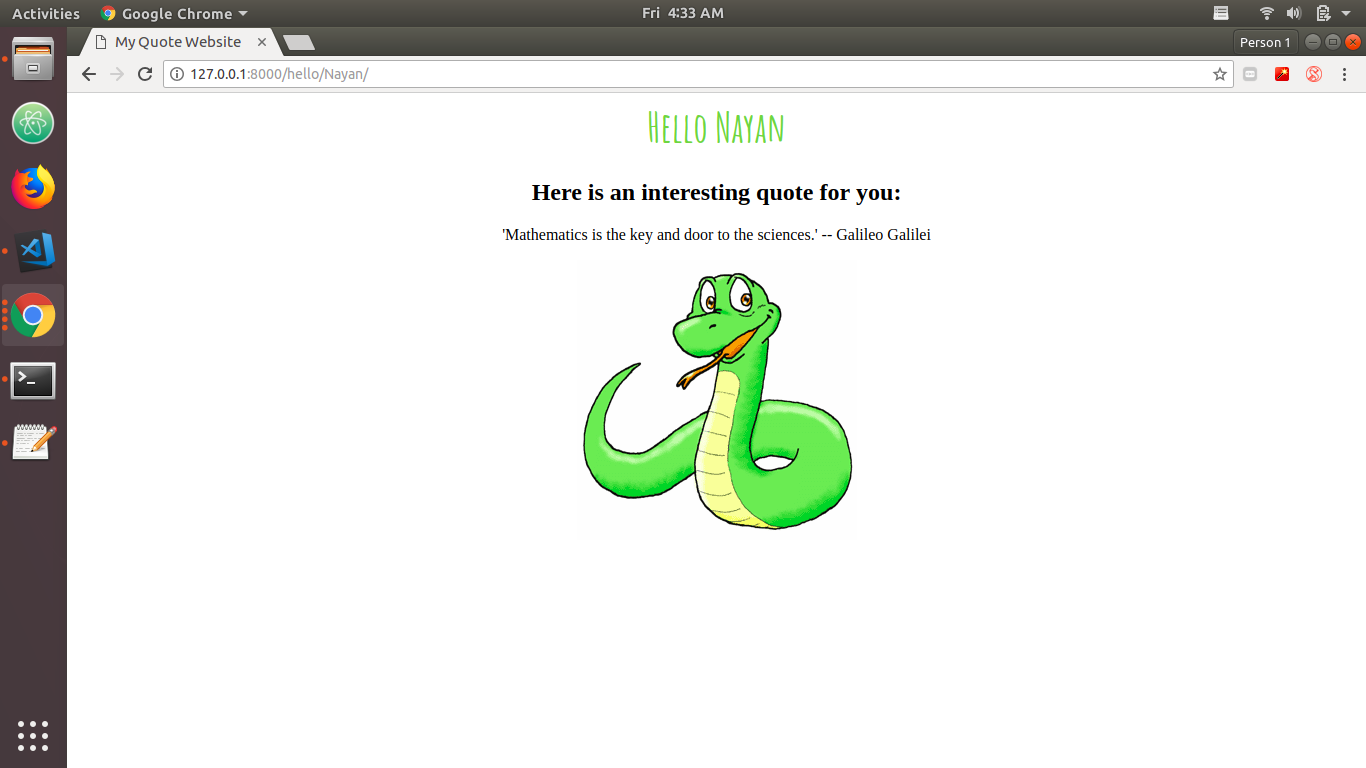 Activities Google Chrome Fri 4:33 AM
My Quote Website Person 1
127.0.0.1:8000/hello/Nayan/
Hello Nayan
Here is an interesting quote for you:
'Mathematics is the key and door to the sciences.' -- Galileo Galilei